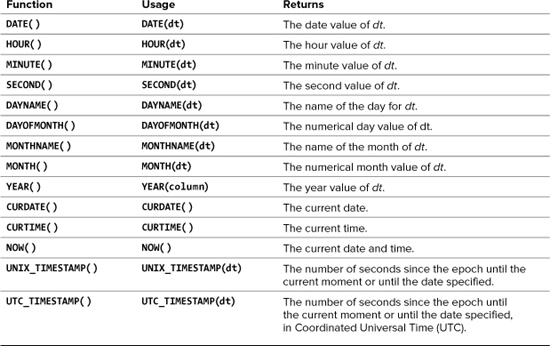 Function Usage Returns
DATE() DATE(dt) The date value of dt.
HOUR() HOUR(dt) The hour value of dt.
MINUTE() MINUTE(dt) The minute value of dt.
SECOND() SECOND(dt) The second value of dt.
DAYNAME() DAYNAME(dt) The name of the day for dt.
DAYOFMONTH() DAYOFMONTH(dt) The numerical day value of dt.
MONTHNAME() MONTHNAME(dt) The name of the month of dt.
MONTH() MONTH(dt) The numerical month value of dt.
YEAR() YEAR(column) The year value of dt.
CURDATE() CURDATE() The current date.
CURTIME() CURTIME() The current time.
NOW() NOW() The current date and time.
UNIX_TIMESTAMP() UNIX_TIMESTAMP(dt) The number of seconds since the epoch until the
current moment or until the date specified.
UTC_TIMESTAMP() UTC_TIMESTAMP(dt) The number of seconds since the epoch until
the current moment or until the date specified,
in Coordinated Universal Time (UTC).